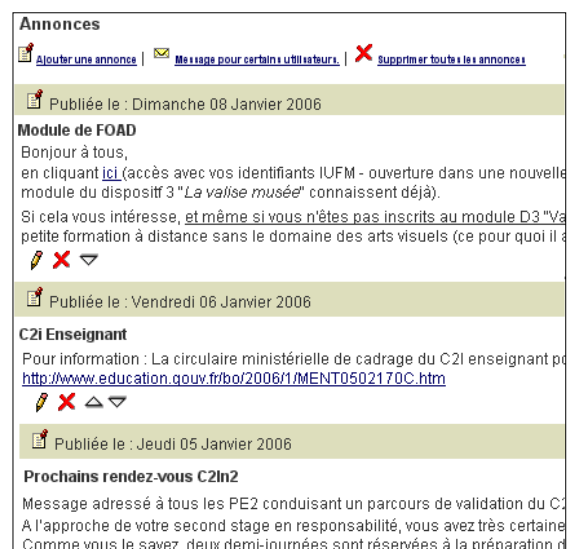 Annonces
Ajouter une annonce | Message pour certains utilisateurs. | Supprimer toutes les annonces
Publiée le : Dimanche 08 Janvier 2006
Module de FOAD
Bonjour à tous,
en cliquant ici (accès avec vos identifiants IUFM - ouverture dans une nouvelle
module du dispositf 3 "La valise musée" connaissent déjà).
Si cela vous intéresse, et même si vous n'êtes pas inscrits au module D3 "Va
petite formation à distance sans le domaine des arts visuels (ce pour quoi il a
Publiée le : Vendredi 06 Janvier 2006
C2i Enseignant
Pour information : La circulaire ministérielle de cadrage du C2I enseignant po
http://www.education.gouv.fr/bo/2006/1/MENT0502170C.htm
Publiée le : Jeudi 05 Janvier 2006
Prochains rendez-vous C2In2
Message adressé à tous les PE2 conduisant un parcours de validation du C2
A l'approche de votre second stage en responsabilité, vous avez très certaine
Comme vous le savez, deux demi-journées sont réservées à la préparation d